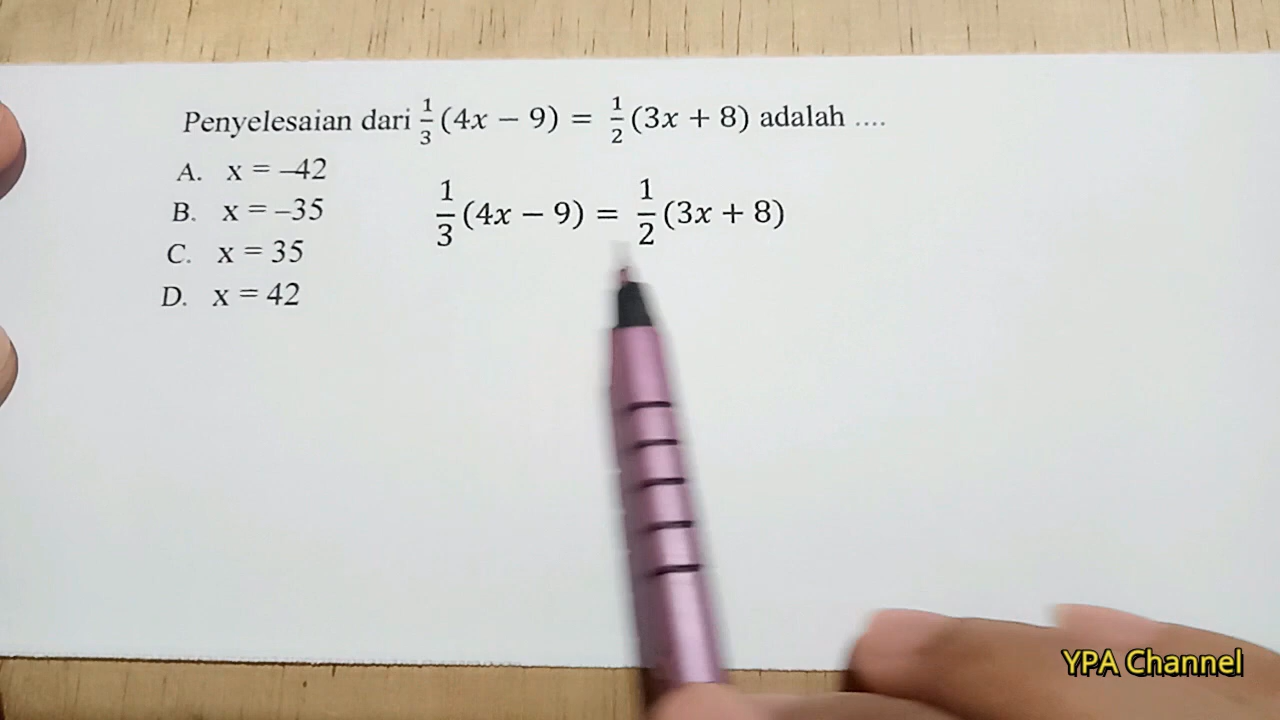 Penyelesaian dari 1/3 (4x − 9) = 1/2 (3x + 8) adalah ....
A. x = –42
B. x = –35
C. x = 35
D. x = 42
1/3 (4x − 9) = 1/2 (3x + 8)
YPA Channel